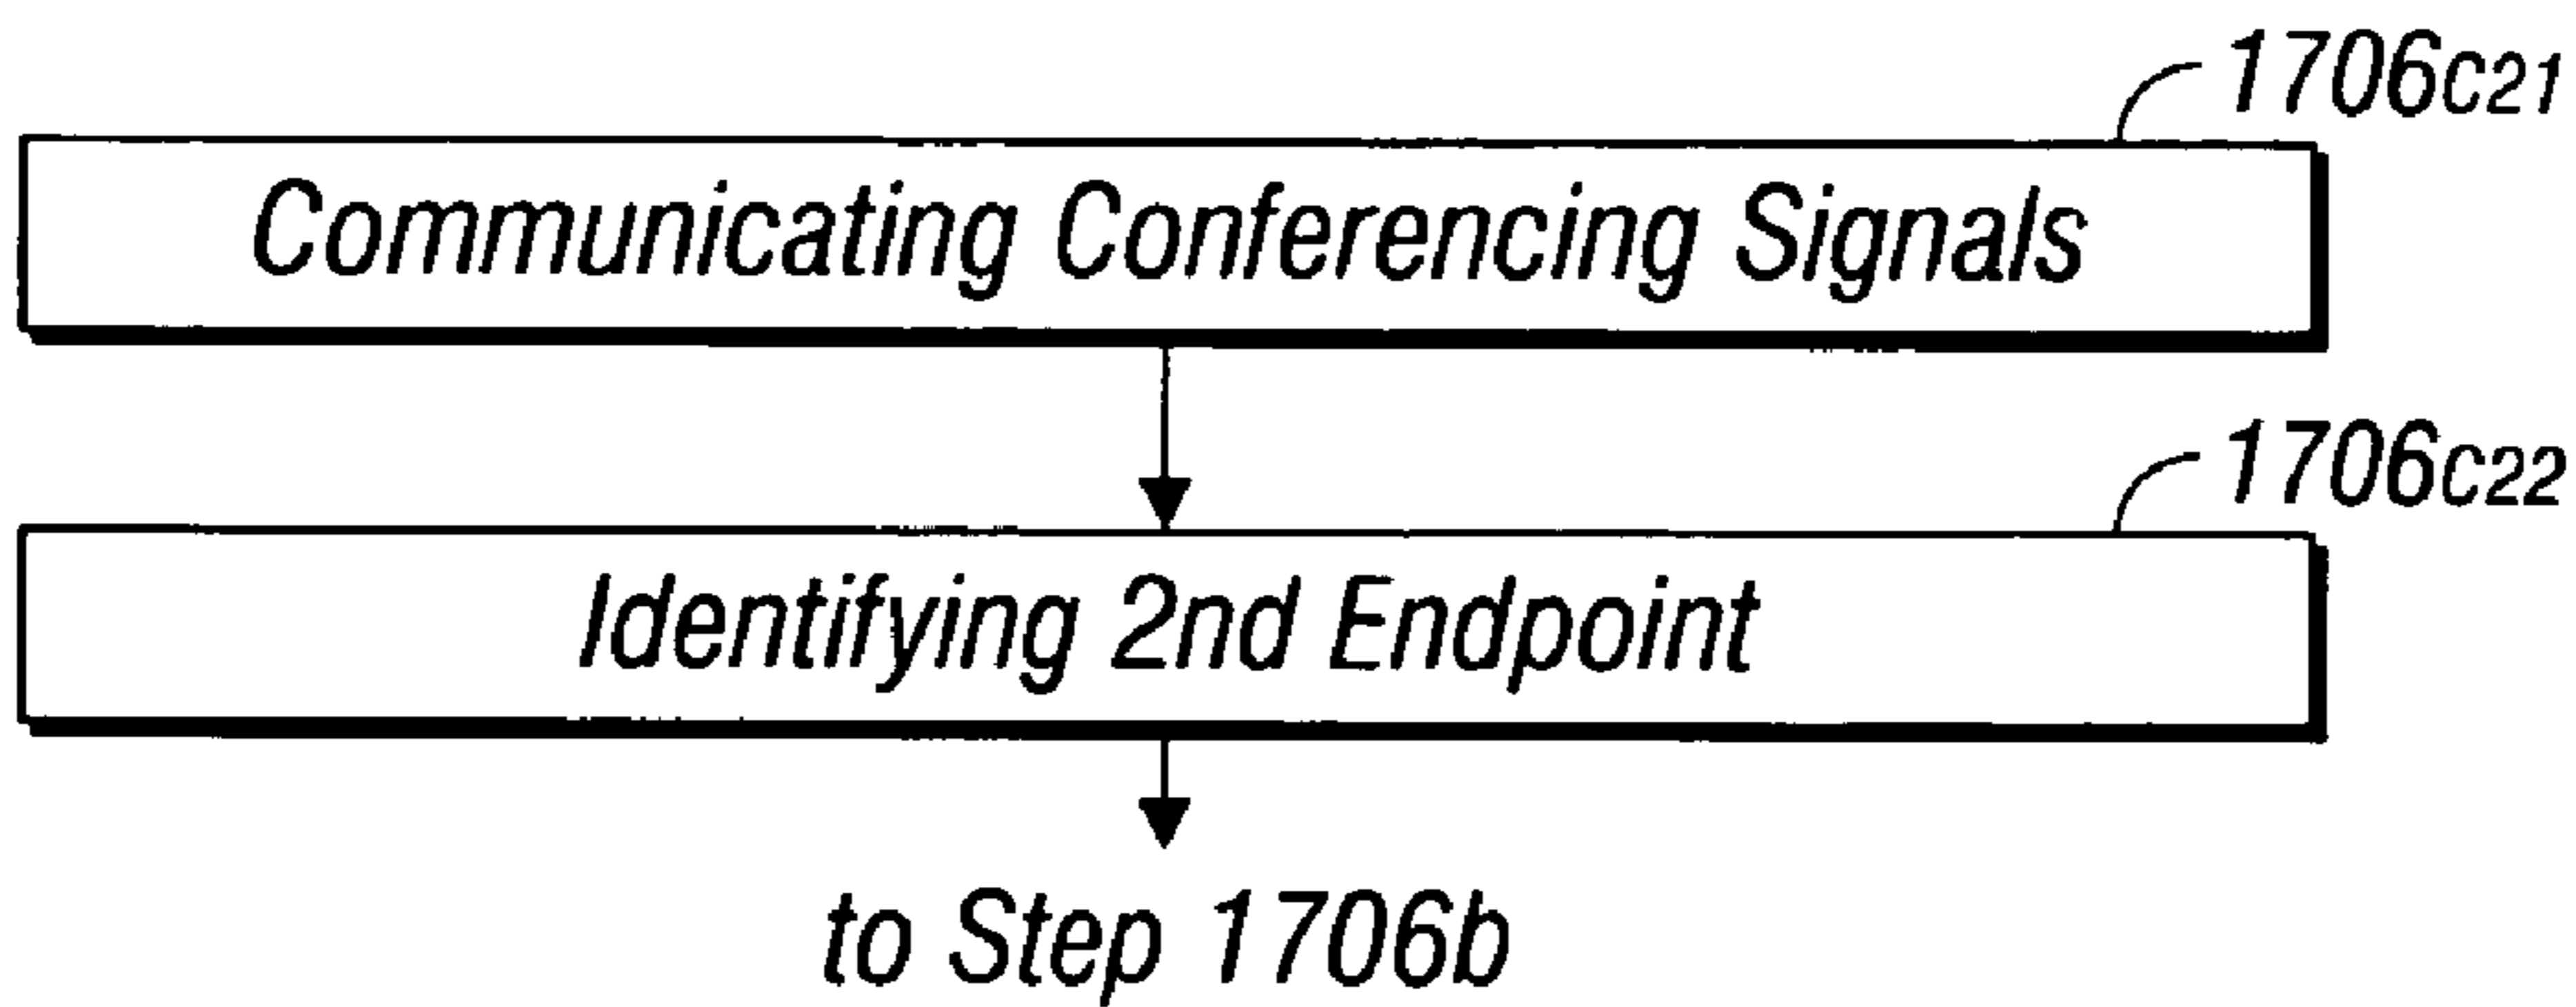 1706c21
Communicating Conferencing Signals
1706c22
Identifying 2nd Endpoint
to Step 1706b